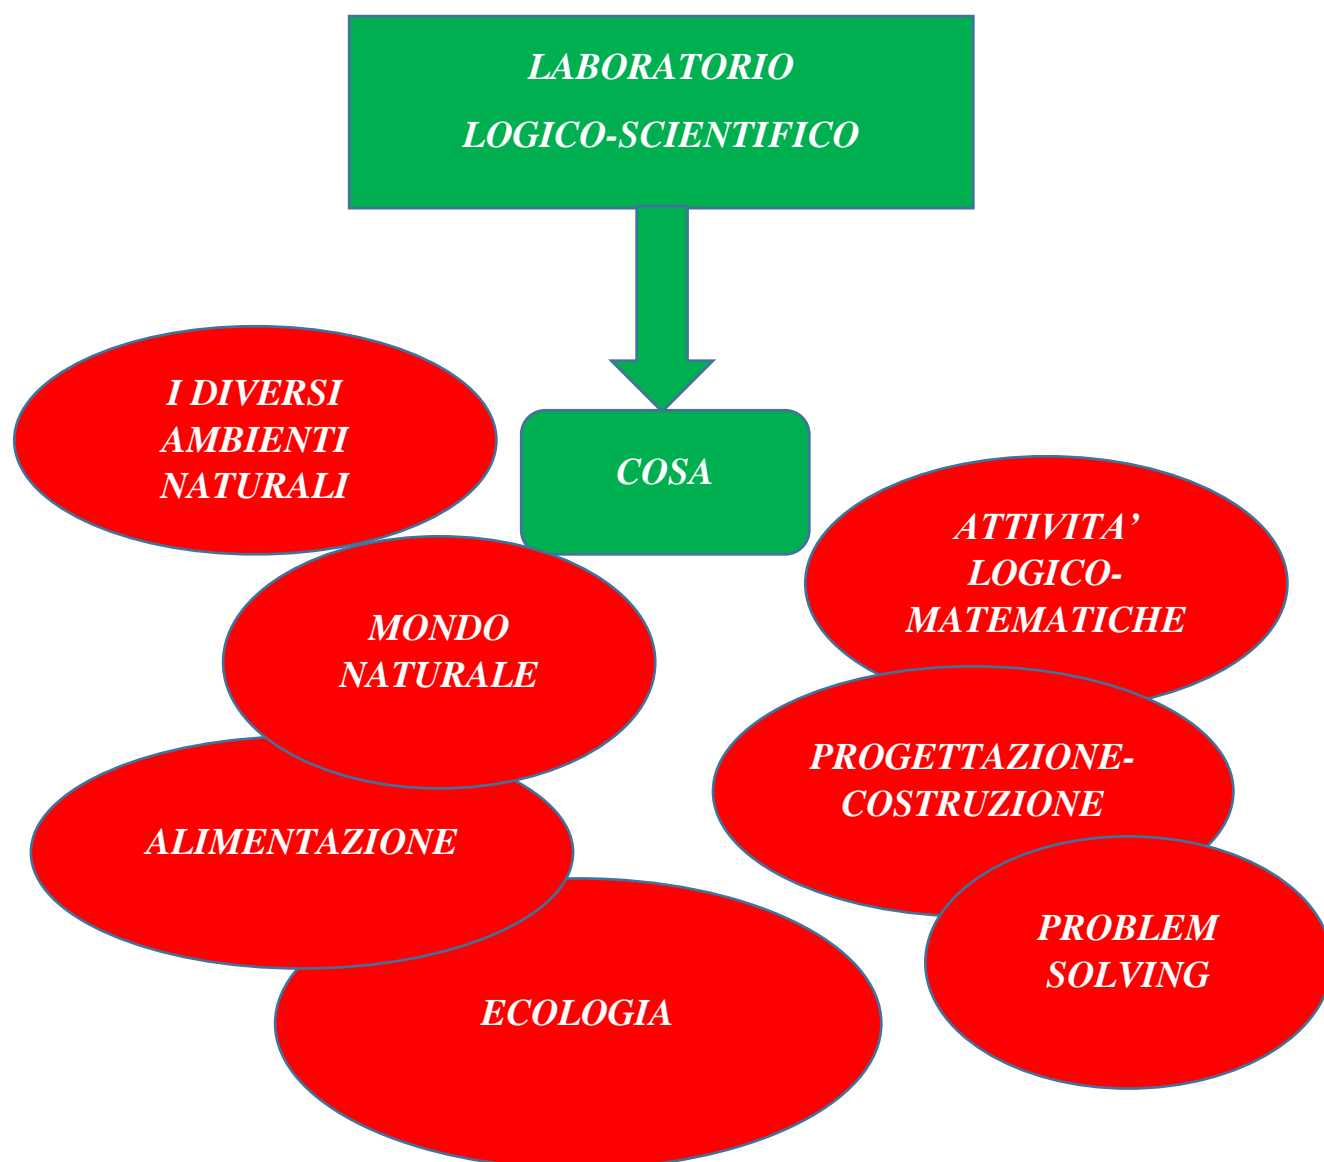 LABORATORIO
LOGICO-SCIENTIFICO
COSA
I DIVERSI
AMBIENTI
NATURALI
MONDO
NATURALE
ALIMENTAZIONE
ECOLOGIA
ATTIVITA’
LOGICO-
MATEMATICHE
PROGETTAZIONE-
COSTRUZIONE
PROBLEM
SOLVING